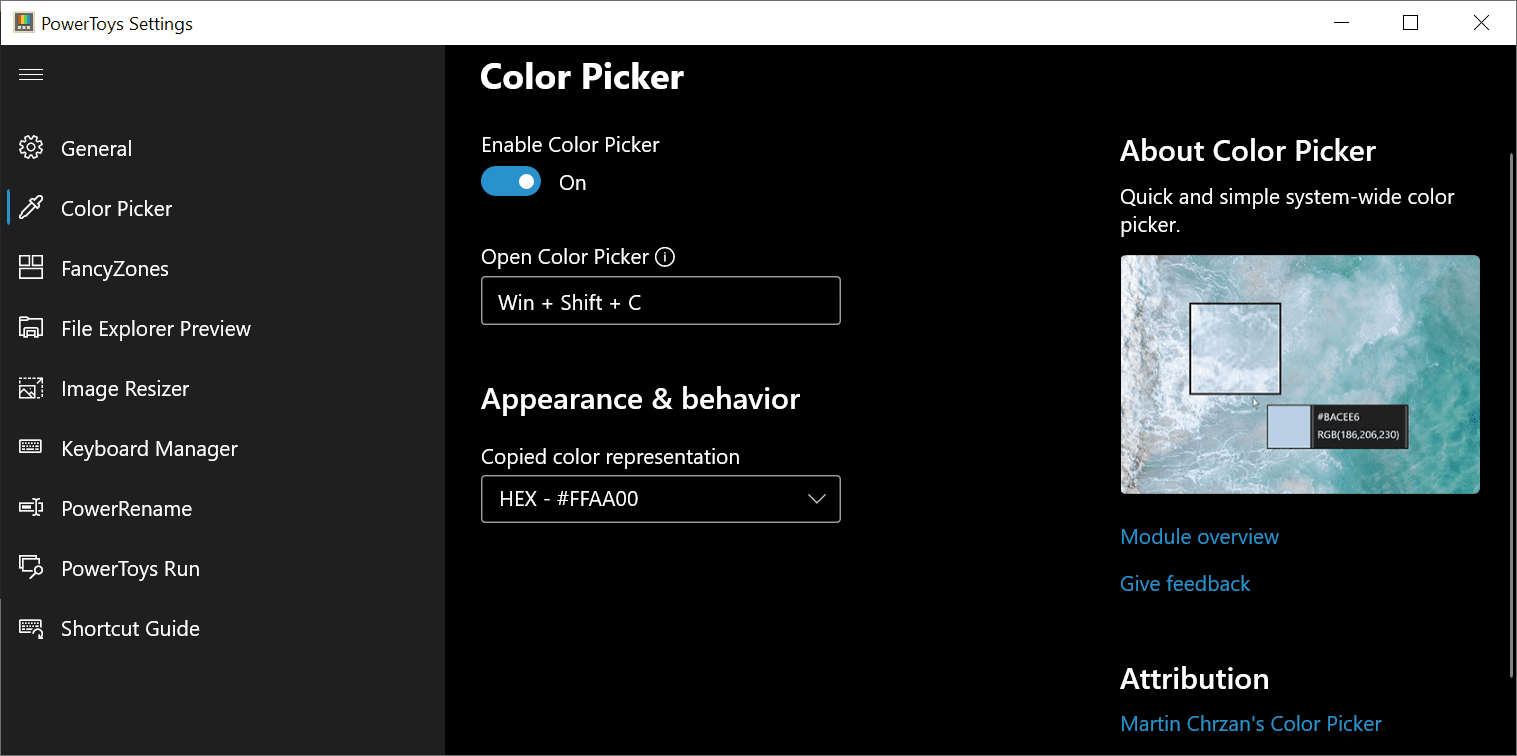 PowerToys Settings
General
Color Picker
FancyZones
File Explorer Preview
Image Resizer
Keyboard Manager
PowerRename
PowerToys Run
Shortcut Guide
Color Picker
Enable Color Picker
On
Open Color Picker
Win + Shift + C
Appearance & behavior
Copied color representation
HEX - #FFAA00
About Color Picker
Quick and simple system-wide color
picker.
#BACEE6
RGB(186,206,230)
Module overview
Give feedback
Attribution
Martin Chrzan's Color Picker